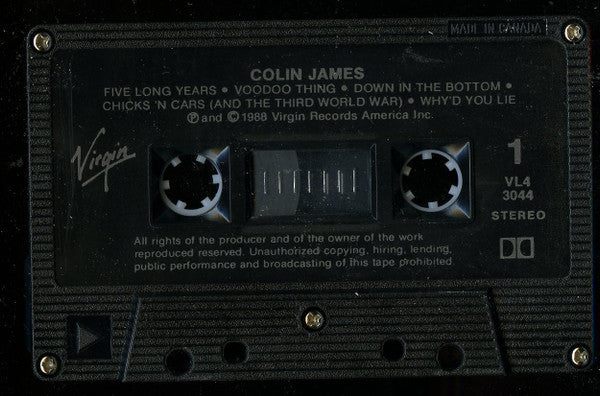 MADE IN CANADA
COLIN JAMES
FIVE LONG YEARS • VOODOO THING • DOWN IN THE BOTTOM •
CHICKS 'N CARS (AND THE THIRD WORLD WAR) • WHY'D YOU LIE
Ⓟ and © 1988 Virgin Records America Inc.
Virgin
1
VL4
3044
STEREO
All rights of the producer and of the owner of the work
reproduced reserved. Unauthorized copying, hiring, lending,
public performance and broadcasting of this tape prohibited.